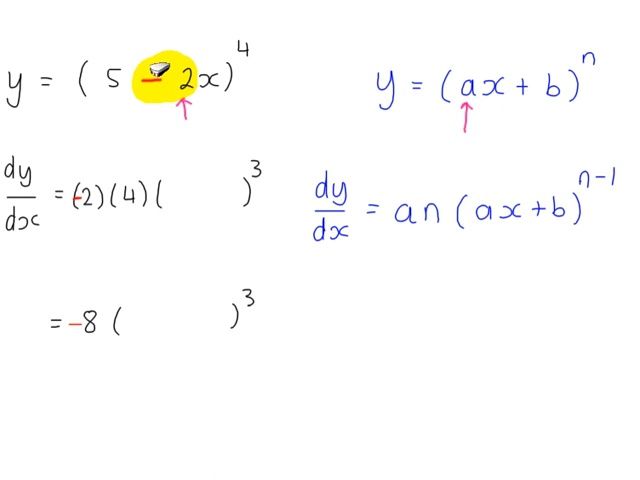 y = ( 5 - 2x)^4
dy/dx = (-2)(4)( )^3
= -8 ( )^3
y = (ax + b)^n
dy/dx = an (ax+b)^n-1